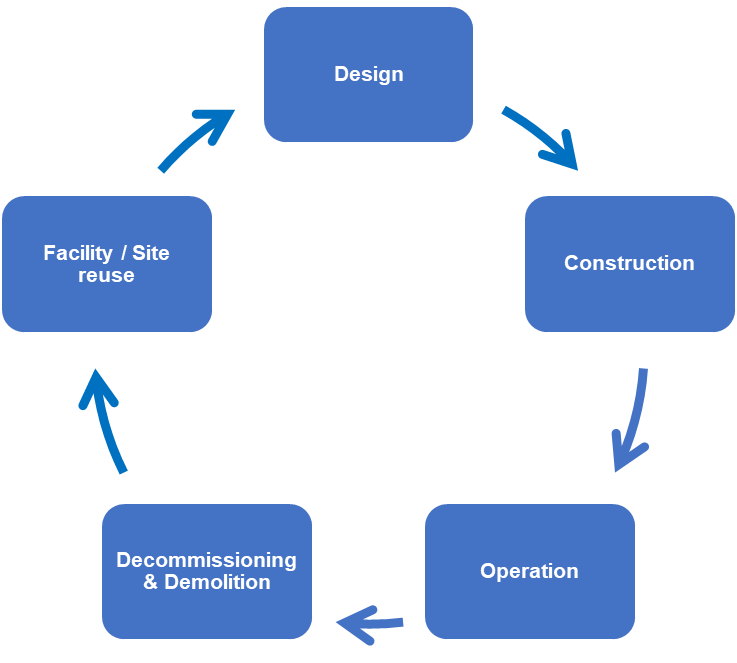 Design
Construction
Operation
Decommissioning
& Demolition
Facility / Site
reuse